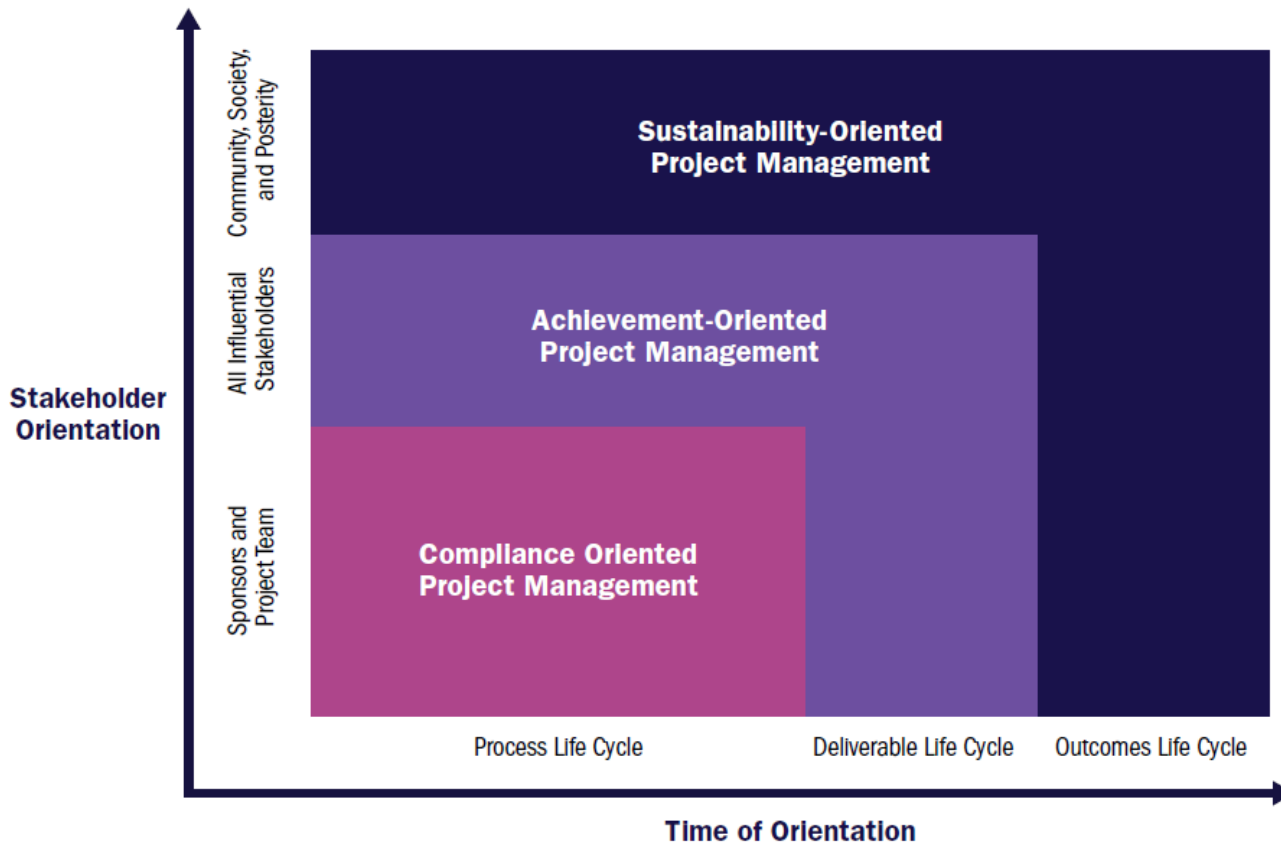 Community, Society,
and Posterity
Sustainability-Oriented
Project Management
All Influential
Stakeholders
Achievement-Oriented
Project Management
Stakeholder
Orientation
Sponsors and
Project Team
Compliance Oriented
Project Management
Process Life Cycle
Deliverable Life Cycle
Outcomes Life Cycle
Time of Orientation